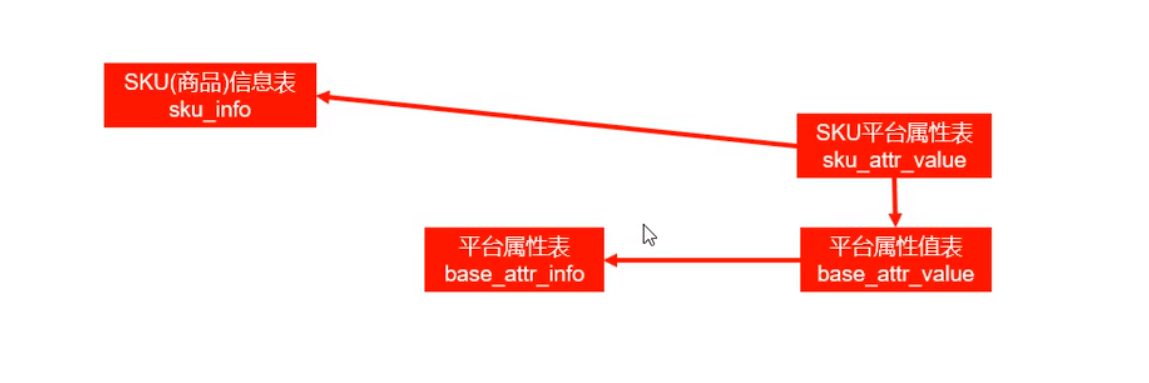 SKU(商品)信息表
sku_info
SKU平台属性表
sku_attr_value
平台属性表
base_attr_info
平台属性值表
base_attr_value